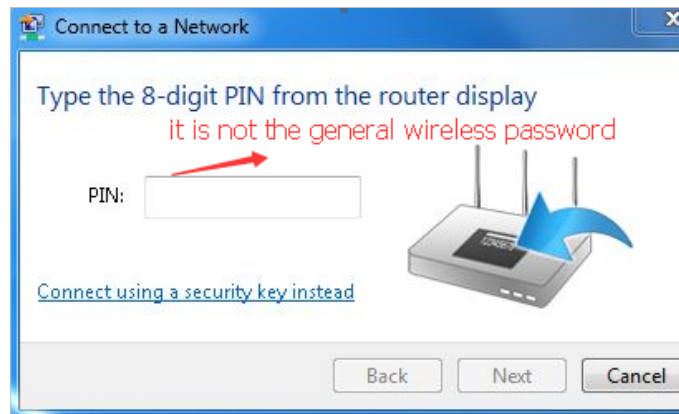 Connect to a Network
X
Type the 8-digit PIN from the router display
it is not the general wireless password
PIN:
Connect using a security key instead
Back Next Cancel